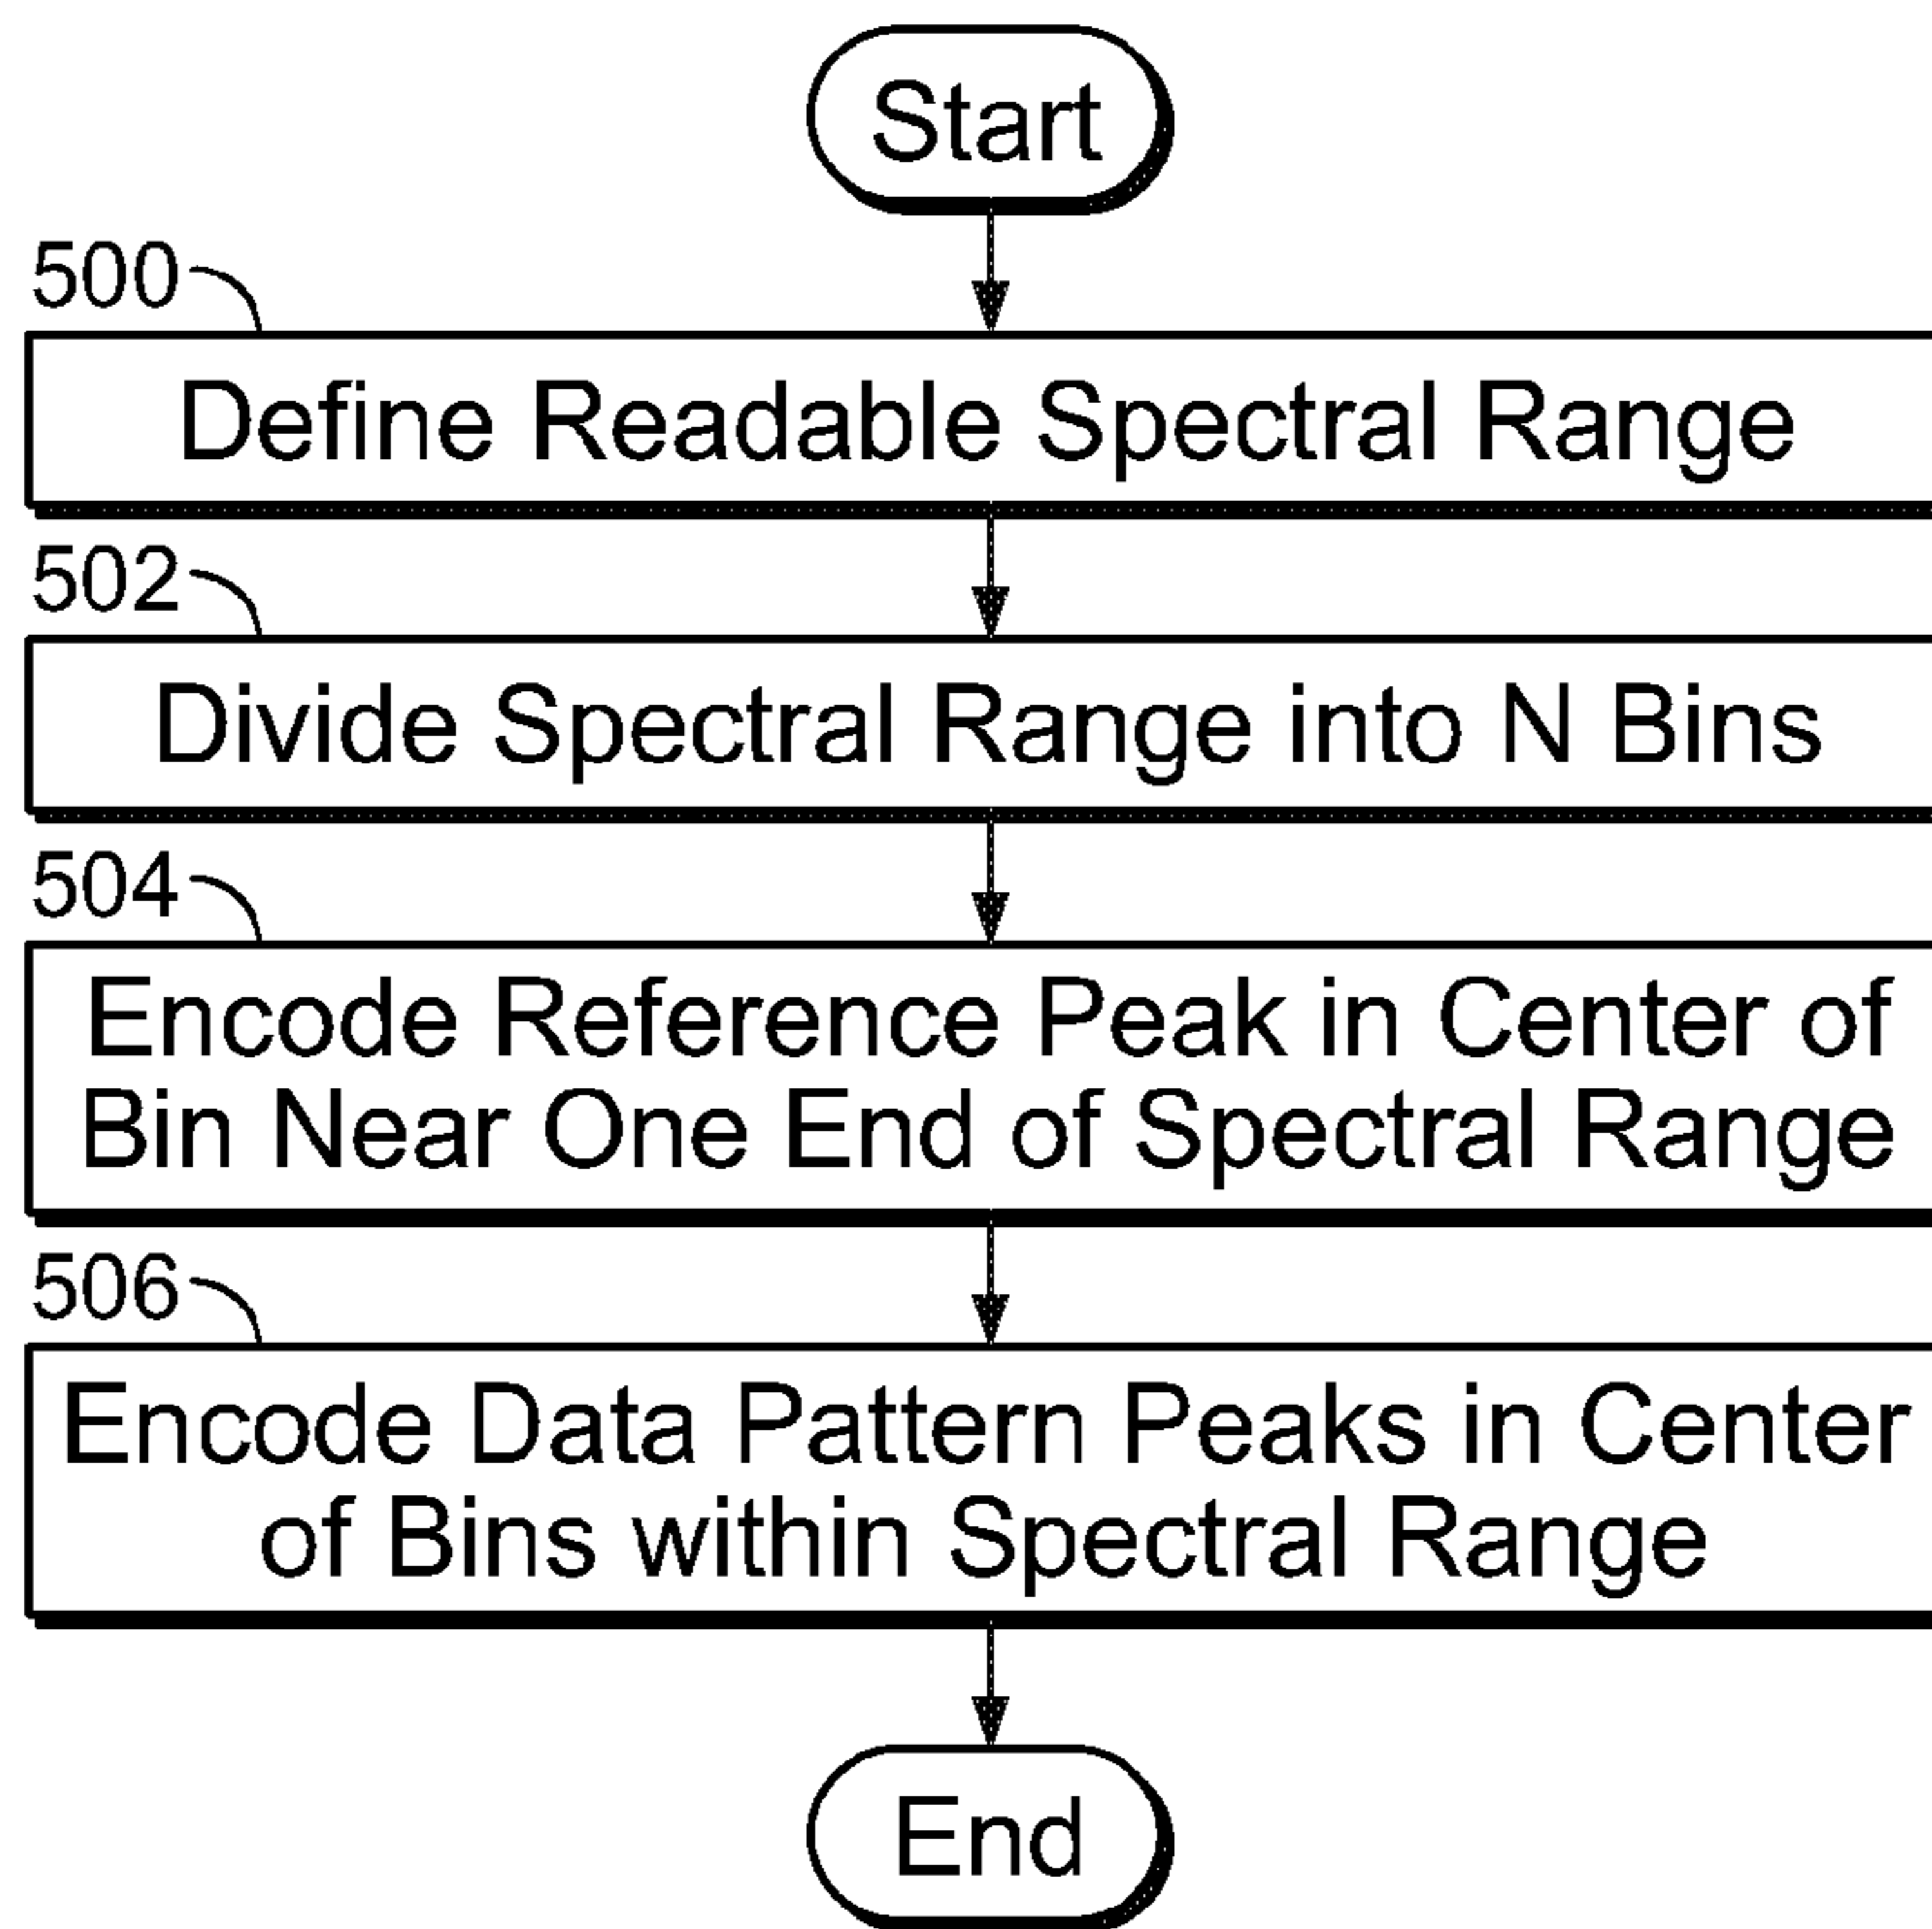 Start
500
Define Readable Spectral Range
502
Divide Spectral Range into N Bins
504
Encode Reference Peak in Center of
Bin Near One End of Spectral Range
506
Encode Data Pattern Peaks in Center
of Bins within Spectral Range
End